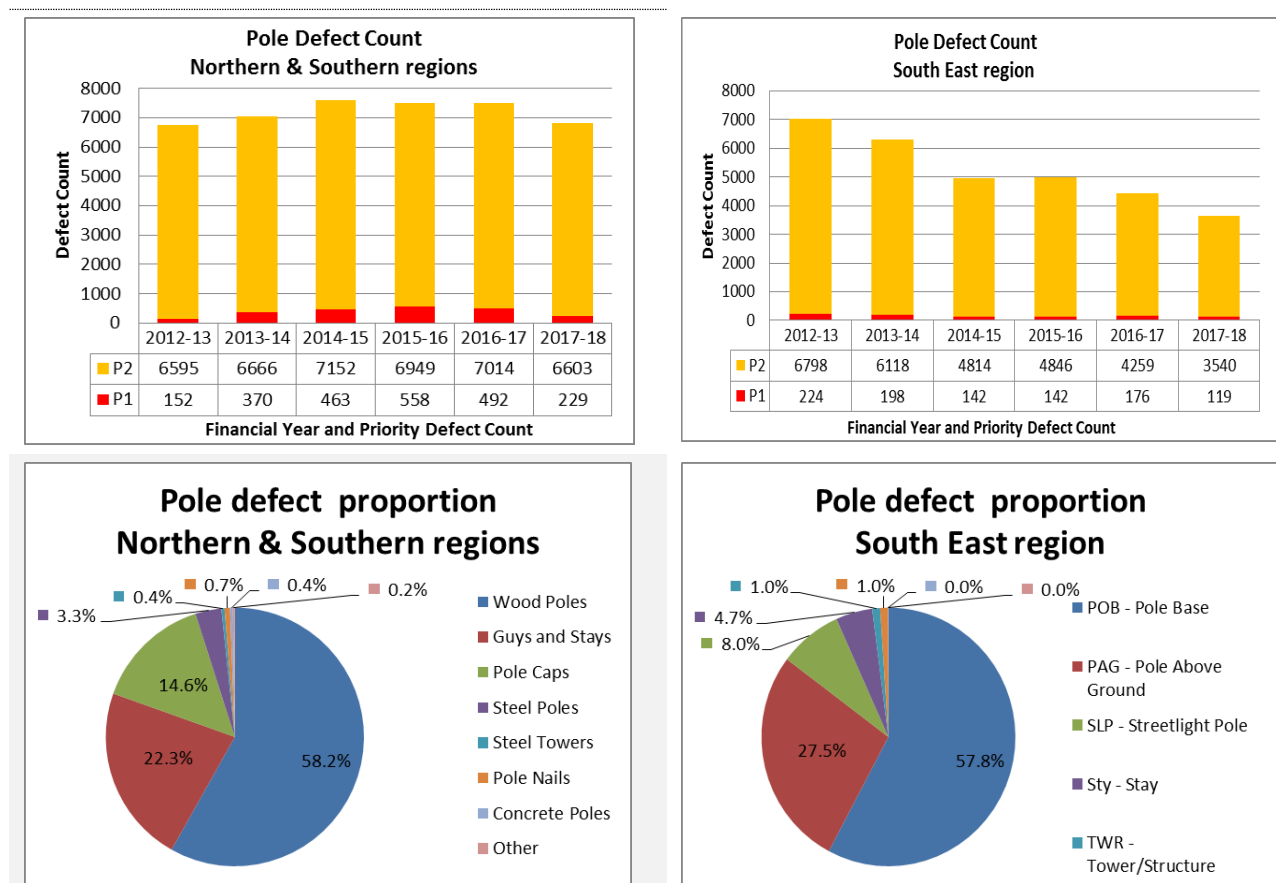 Pole Defect Count
Northern & Southern regions
8000
7000
6000
5000
4000
3000
2000
1000
0
Defect Count
2012-13 2013-14 2014-15 2015-16 2016-17 2017-18
P2 6595 6666 7152 6949 7014 6603
P1 152 370 463 558 492 229
Financial Year and Priority Defect Count
Pole Defect Count
South East region
8000
7000
6000
5000
4000
3000
2000
1000
0
Defect Count
2012-13 2013-14 2014-15 2015-16 2016-17 2017-18
P2 6798 6118 4814 4846 4259 3540
P1 224 198 142 142 176 119
Financial Year and Priority Defect Count
Pole defect proportion
Northern & Southern regions
3.3%
0.4%
0.7%
0.4%
0.2%
14.6%
22.3%
58.2%
Wood Poles
Guys and Stays
Pole Caps
Steel Poles
Steel Towers
Pole Nails
Concrete Poles
Other
Pole defect proportion
South East region
8.0%
4.7%
1.0%
1.0%
0.0%
0.0%
27.5%
57.8%
POB - Pole Base
PAG - Pole Above
Ground
SLP - Streetlight Pole
Sty - Stay
TWR -
Tower/Structure